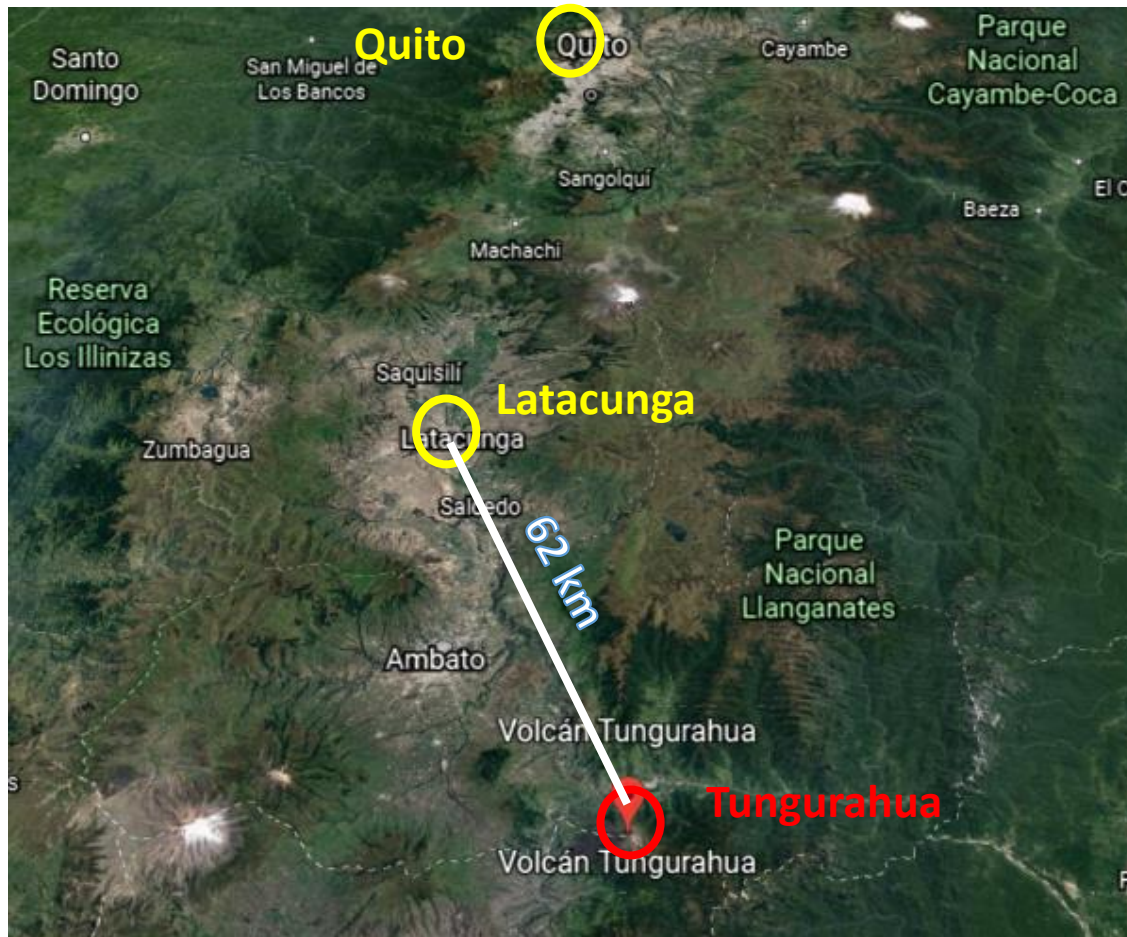 Quito
Quito
Santo
Domingo
San Miguel de
Los Bancos
Cayambe
Parque
Nacional
Cayambe-Coca
Sangolquí
El C
Baeza
Machachi
Reserva
Ecológica
Los Illinizas
Saquisilí
Latacunga
Latacunga
Zumbagua
Salcedo
62 km
Parque
Nacional
Llanganates
Ambato
Volcán Tungurahua
s
Tungurahua
Volcán Tungurahua